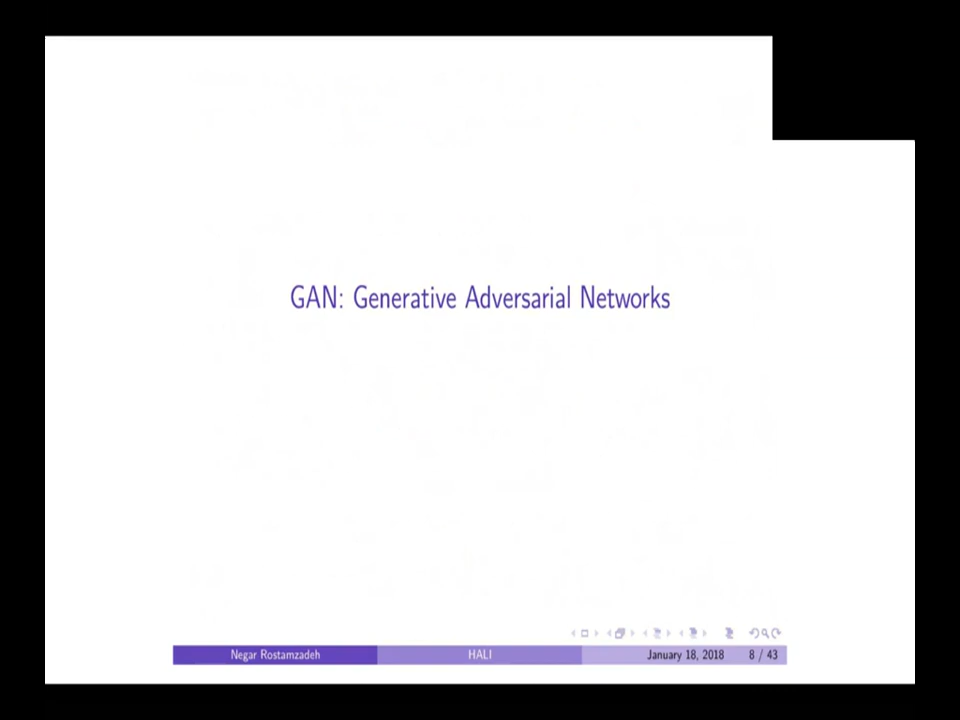 GAN: Generative Adversarial Networks
Negar Rostamzadeh HALI January 18, 2018 8 / 43